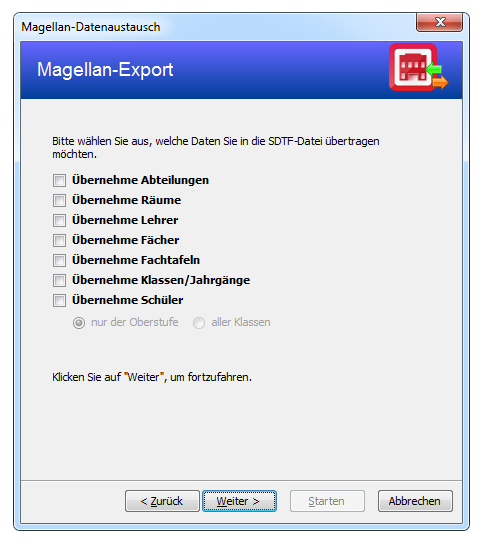 Magellan-Datenaustausch
Magellan-Export
Bitte wählen Sie aus, welche Daten Sie in die SDTF-Datei übertragen
möchten.
Übernehme Abteilungen
Übernehme Räume
Übernehme Lehrer
Übernehme Fächer
Übernehme Fachtafeln
Übernehme Klassen/Jahrgänge
Übernehme Schüler
nur der Oberstufe aller Klassen
Klicken Sie auf "Weiter", um fortzufahren.
< Zurück Weiter > Starten Abbrechen